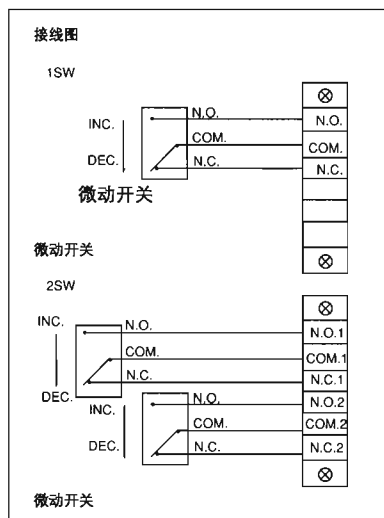 接线图
1SW
N.O.
INC.
N.O.
COM.
COM.
DEC.
N.C.
N.C.
微动开关
微动开关
2SW
INC.
N.O.
N.O.1
COM.
COM.1
N.C.
N.C.1
DEC.
INC.
N.O.
N.O.2
COM.
COM.2
DEC.
N.C.
N.C.2
微动开关